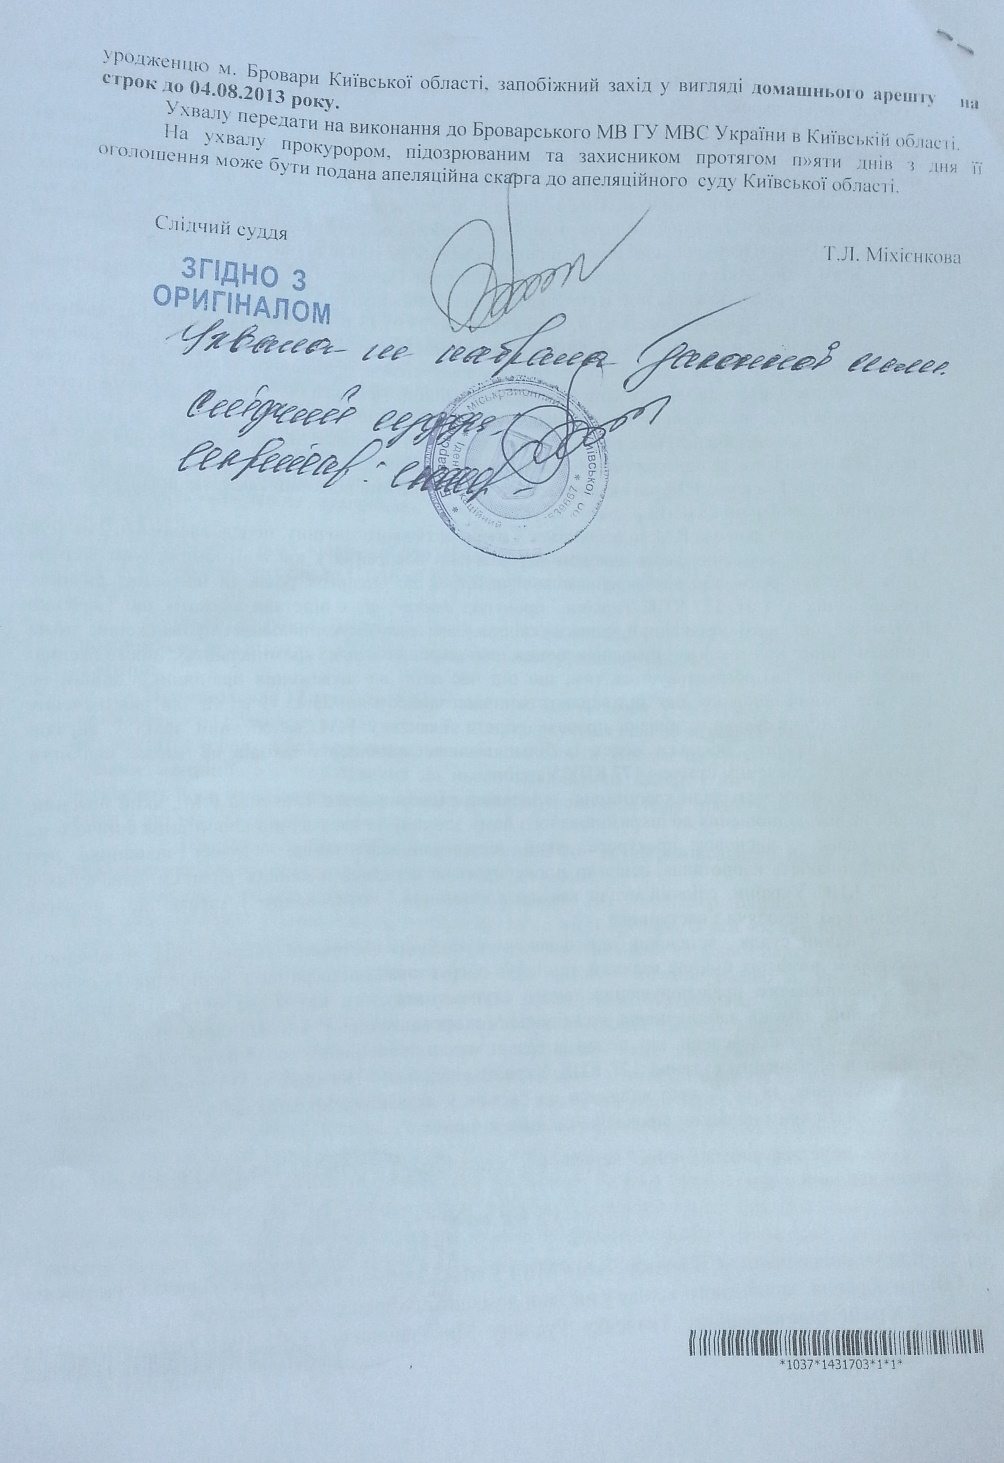 уродженцю м. Бровари Київської області, запобіжний захід у вигляді домашнього арешту на
строк до 04.08.2013 року.
Ухвалу передати на виконання до Броварського МВ ГУ МВС України в Київській області.
На ухвалу прокурором, підозрюваним та захисником протягом п»яти днів з дня її
оголошення може бути подана апеляційна скарга до апеляційного суду Київської області.
Слідчий суддя
Т.Л. Міхієнкова
ЗГІДНО З
ОРИГІНАЛОМ
Ухвала не набрала законної сили.
Слідчий суддя:
Секретар:
*1037*1431703*1*1*